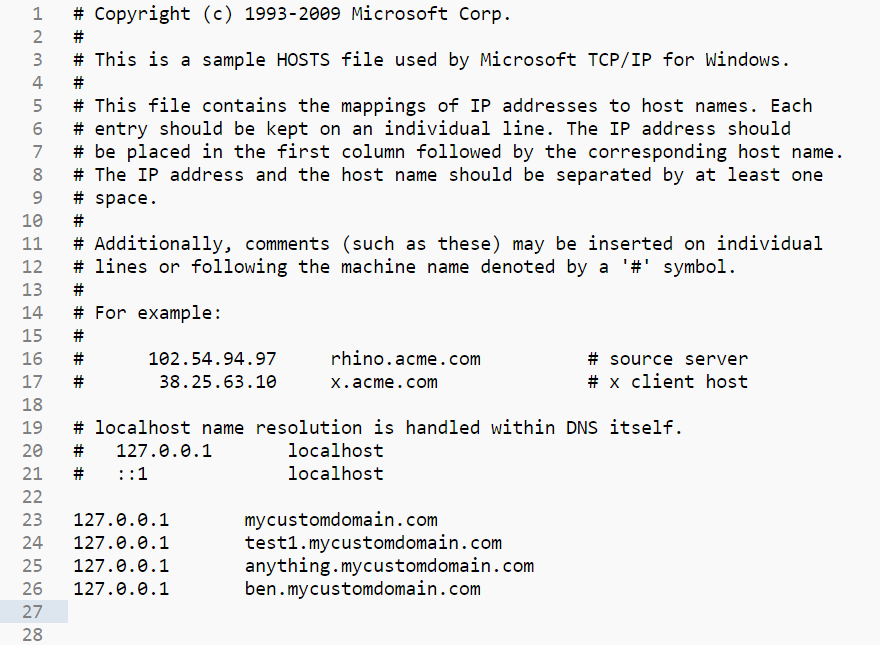 1 # Copyright (c) 1993-2009 Microsoft Corp.
2 #
3 # This is a sample HOSTS file used by Microsoft TCP/IP for Windows.
4 #
5 # This file contains the mappings of IP addresses to host names. Each
6 # entry should be kept on an individual line. The IP address should
7 # be placed in the first column followed by the corresponding host name.
8 # The IP address and the host name should be separated by at least one
9 # space.
10 #
11 # Additionally, comments (such as these) may be inserted on individual
12 # lines or following the machine name denoted by a '#' symbol.
13 #
14 # For example:
15 #
16 #      102.54.94.97     rhino.acme.com          # source server
17 #       38.25.63.10     x.acme.com              # x client host
18
19 # localhost name resolution is handled within DNS itself.
20 #   127.0.0.1       localhost
21 #   ::1             localhost
22
23 127.0.0.1       mycustomdomain.com
24 127.0.0.1       test1.mycustomdomain.com
25 127.0.0.1       anything.mycustomdomain.com
26 127.0.0.1       ben.mycustomdomain.com
27
28